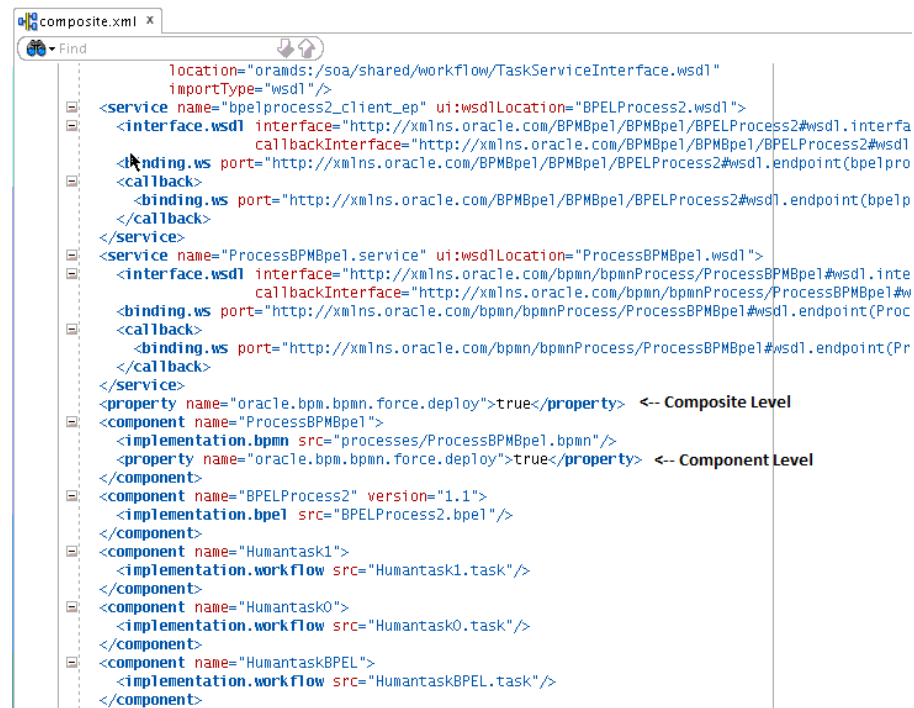 composite.xml x
Find
location="oramds:/soa/shared/workflow/TaskServiceInterface.wsdl"
importType="wsdl"/>
<service name="bpelprocess2_client_ep" ui:wsdlLocation="BPELProcess2.wsdl">
<interface.wsdl interface="http://xmlns.oracle.com/BPMBpel/BPMBpel/BPELProcess2#wsdl.interfa
callbackInterface="http://xmlns.oracle.com/BPMBpel/BPMBpel/BPELProcess2#wsdl
<binding.ws port="http://xmlns.oracle.com/BPMBpel/BPMBpel/BPELProcess2#wsdl.endpoint(bpelpro
<callback>
<binding.ws port="http://xmlns.oracle.com/BPMBpel/BPMBpel/BPELProcess2#wsdl.endpoint(bpelp
</callback>
</service>
<service name="ProcessBPMBpel.service" ui:wsdlLocation="ProcessBPMBpel.wsdl">
<interface.wsdl interface="http://xmlns.oracle.com/bpmn/bpmnProcess/ProcessBPMBpel#wsdl.inte
callbackInterface="http://xmlns.oracle.com/bpmn/bpmnProcess/ProcessBPMBpel#w
<binding.ws port="http://xmlns.oracle.com/bpmn/bpmnProcess/ProcessBPMBpel#wsdl.endpoint(Proc
<callback>
<binding.ws port="http://xmlns.oracle.com/bpmn/bpmnProcess/ProcessBPMBpel#wsdl.endpoint(Pr
</callback>
</service>
<property name="oracle.bpm.bpmn.force.deploy">true</property> <-- Composite Level
<component name="ProcessBPMBpel">
<implementation.bpmn src="processes/ProcessBPMBpel.bpmn"/>
<property name="oracle.bpm.bpmn.force.deploy">true</property> <-- Component Level
</component>
<component name="BPELProcess2" version="1.1">
<implementation.bpel src="BPELProcess2.bpel"/>
</component>
<component name="Humantask1">
<implementation.workflow src="Humantask1.task"/>
</component>
<component name="Humantask0">
<implementation.workflow src="Humantask0.task"/>
</component>
<component name="HumantaskBPEL">
<implementation.workflow src="HumantaskBPEL.task"/>
</component>